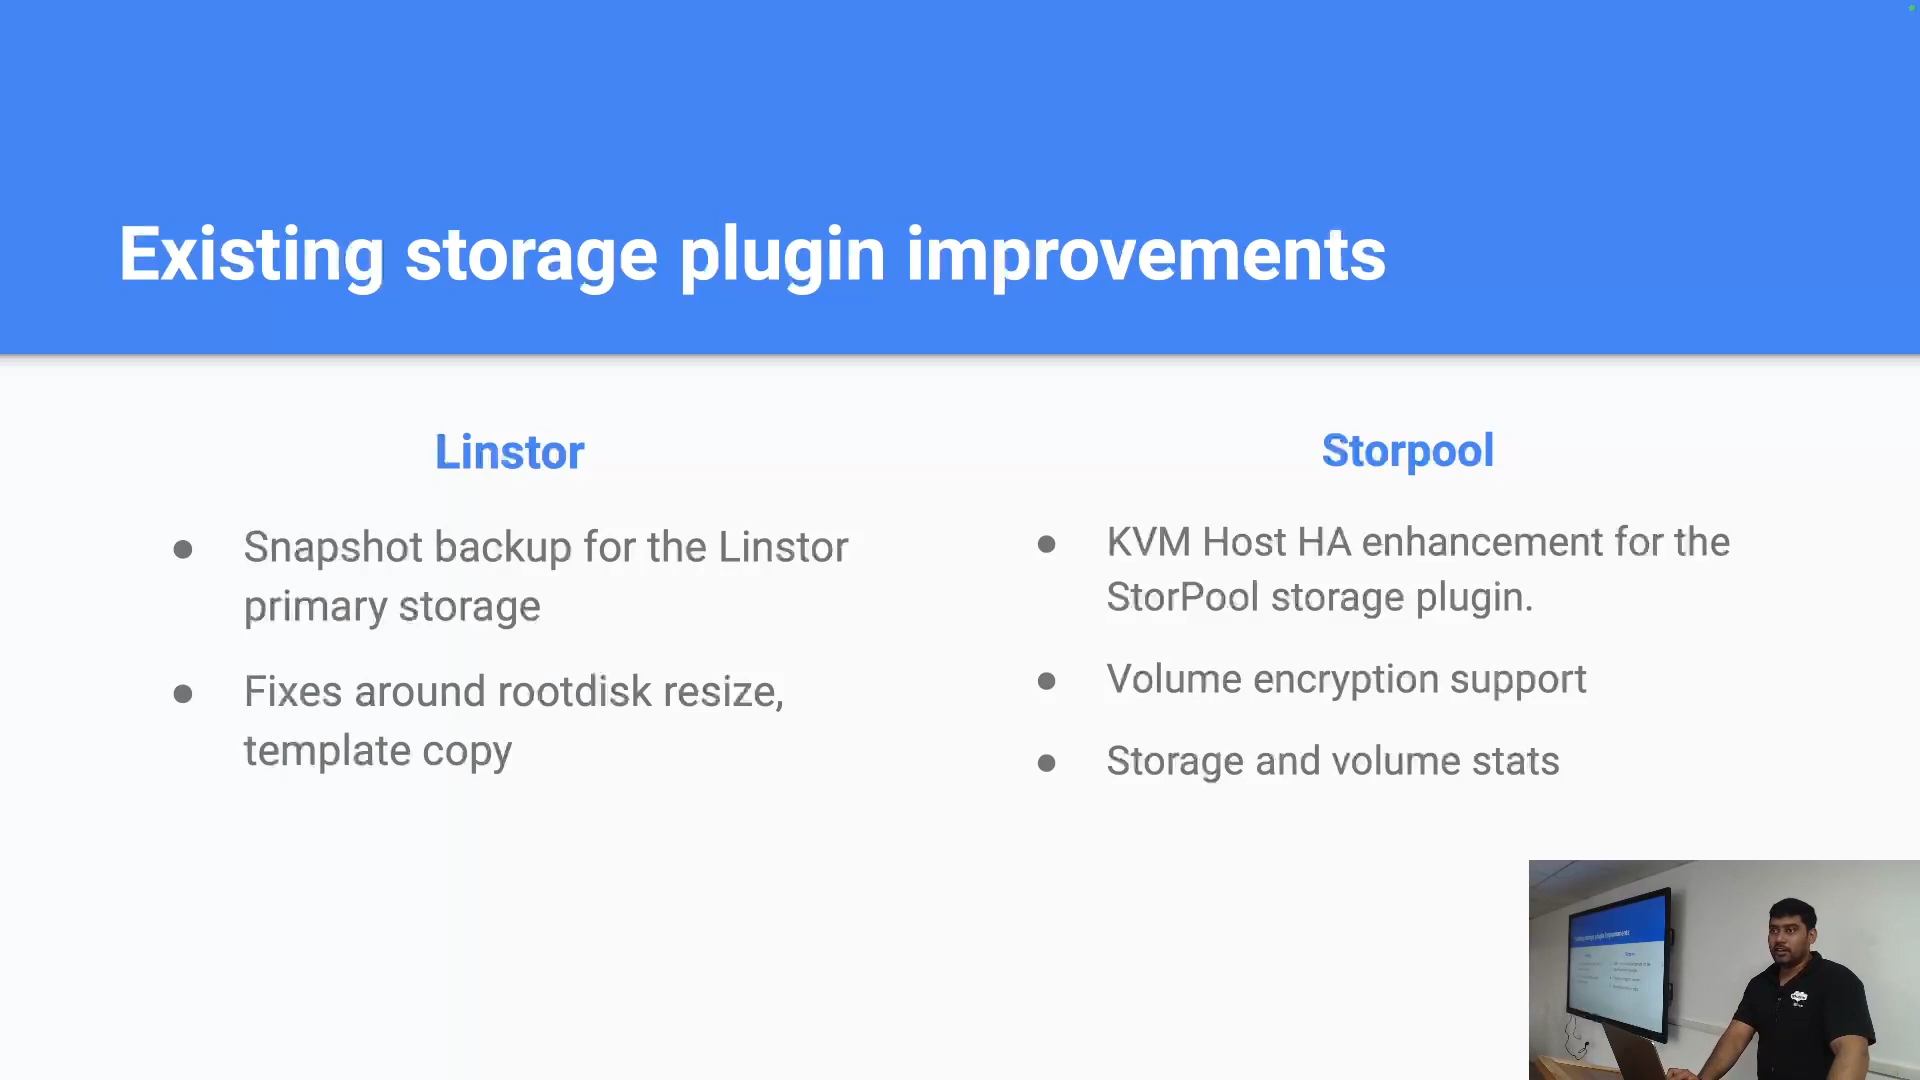 Existing storage plugin improvements
Linstor
● Snapshot backup for the Linstor
primary storage
● Fixes around rootdisk resize,
template copy
Storpool
● KVM Host HA enhancement for the
StorPool storage plugin.
● Volume encryption support
● Storage and volume stats